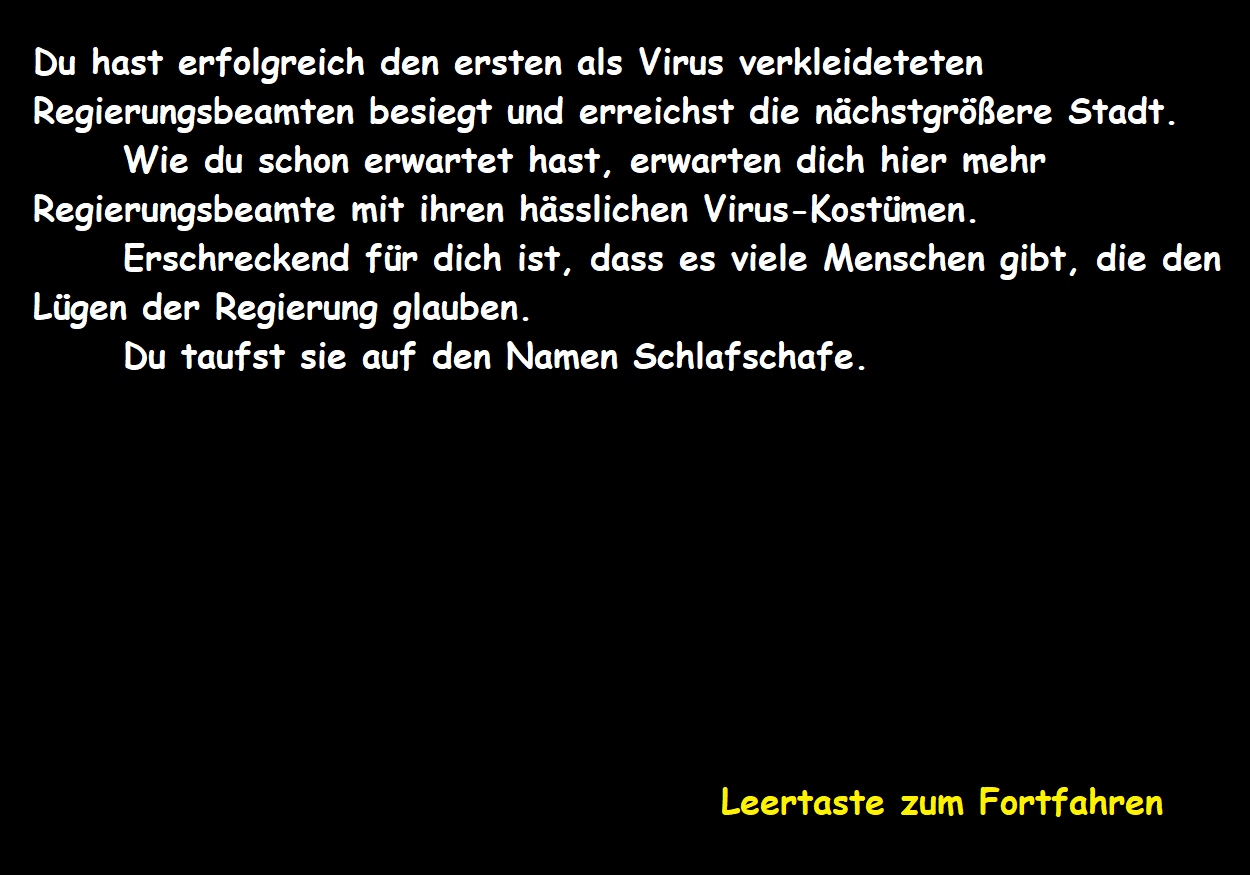 Du hast erfolgreich den ersten als Virus verkleideteten
Regierungsbeamten besiegt und erreichst die nächstgrößere Stadt.
Wie du schon erwartet hast, erwarten dich hier mehr
Regierungsbeamte mit ihren hässlichen Virus-Kostümen.
Erschreckend für dich ist, dass es viele Menschen gibt, die den
Lügen der Regierung glauben.
Du taufst sie auf den Namen Schlafschafe.
Leertaste zum Fortfahren